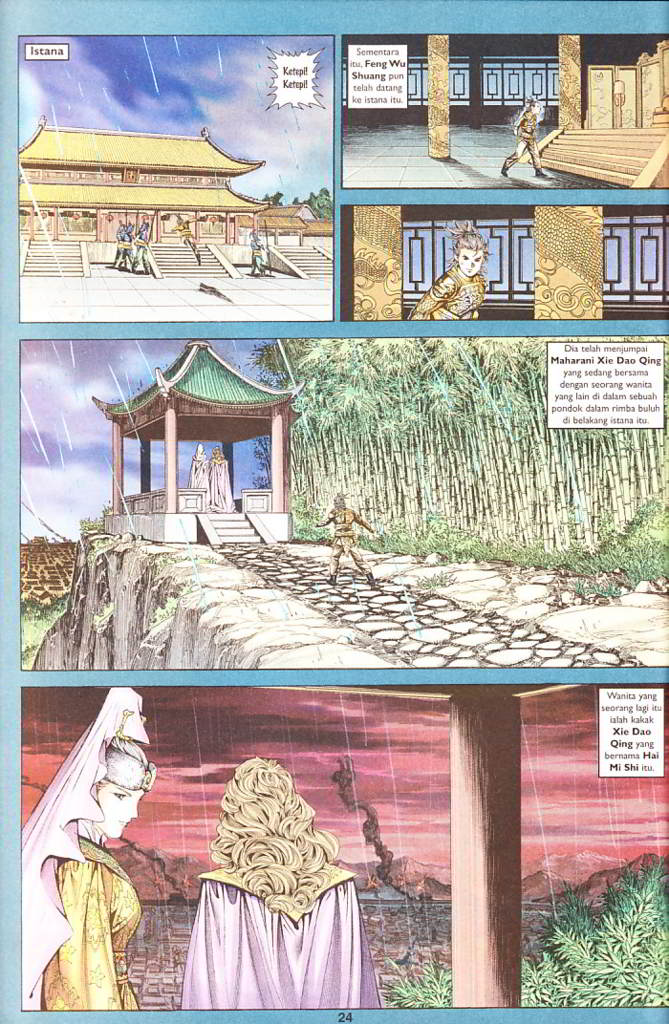 Istana
Ketepi!
Ketepi!
Sementara
itu, Feng Wu
Shuang pun
telah datang
ke istana itu.
Dia telah menjumpai
Maharani Xie Dao Qing
yang sedang bersama
dengan seorang wanita
yang lain di dalam sebuah
pondok dalam rimba buluh
di belakang istana itu.
Wanita yang
seorang lagi itu
ialah kakak
Xie Dao
Qing yang
bernama Hai
Mi Shi itu.
24